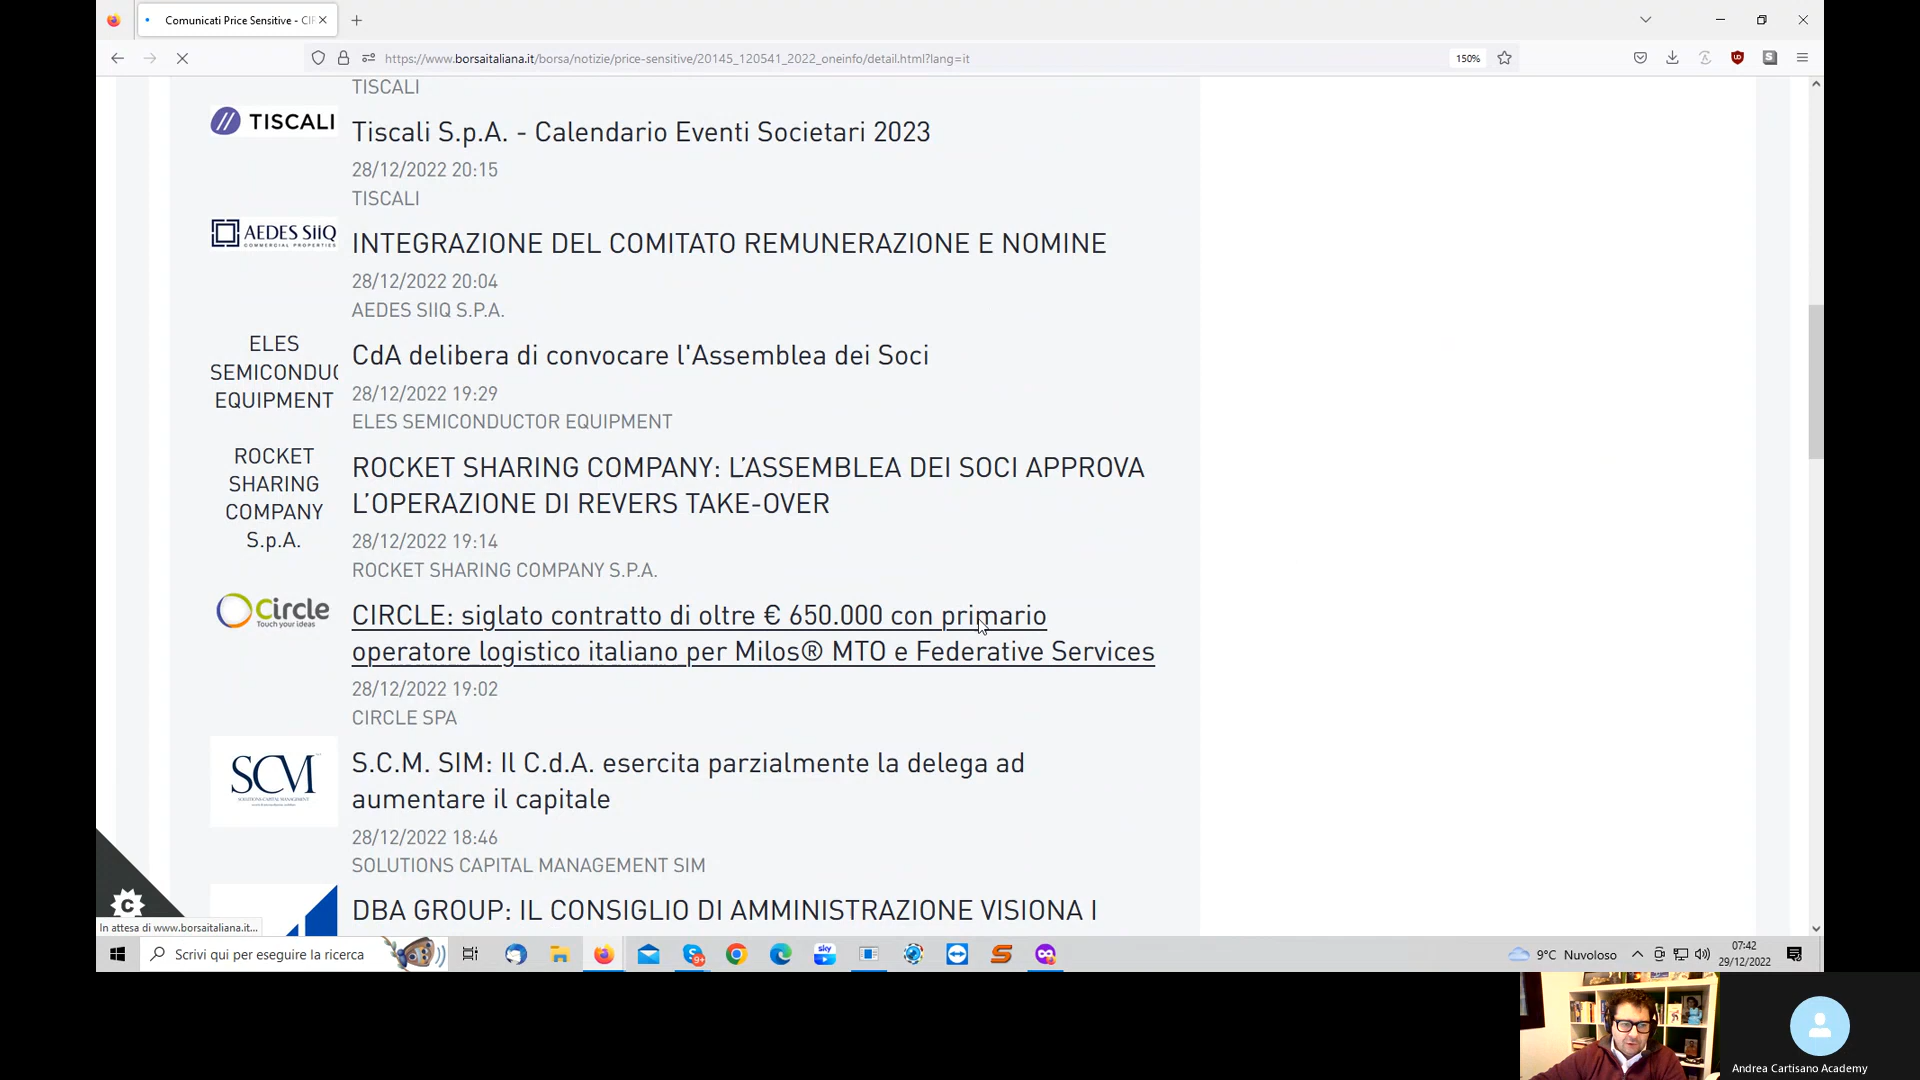 Comunicati Price Sensitive - CI
https://www.borsaitaliana.it/borsa/notizie/price-sensitive/20145_120541_2022_oneinfo/detail.html?lang=it
150%
TISCALI
TISCALI
Tiscali S.p.A. - Calendario Eventi Societari 2023
28/12/2022 20:15
TISCALI
AEDES SIIQ
COMMERCIAL PROPERTIES
INTEGRAZIONE DEL COMITATO REMUNERAZIONE E NOMINE
28/12/2022 20:04
AEDES SIIQ S.P.A.
ELES
SEMICONDUC
EQUIPMENT
CdA delibera di convocare l'Assemblea dei Soci
28/12/2022 19:29
ELES SEMICONDUCTOR EQUIPMENT
ROCKET
SHARING
COMPANY
S.p.A.
ROCKET SHARING COMPANY: L’ASSEMBLEA DEI SOCI APPROVA
L’OPERAZIONE DI REVERS TAKE-OVER
28/12/2022 19:14
ROCKET SHARING COMPANY S.P.A.
Circle
Touch your ideas
CIRCLE: siglato contratto di oltre € 650.000 con primario
operatore logistico italiano per Milos® MTO e Federative Services
28/12/2022 19:02
CIRCLE SPA
SCM
SOLUTIONS CAPITAL MANAGEMENT
S.C.M. SIM: Il C.d.A. esercita parzialmente la delega ad
aumentare il capitale
28/12/2022 18:46
SOLUTIONS CAPITAL MANAGEMENT SIM
DBA GROUP: IL CONSIGLIO DI AMMINISTRAZIONE VISIONA I
In attesa di www.borsaitaliana.it...
Scrivi qui per eseguire la ricerca
sky
9°C Nuvoloso
07:42
29/12/2022
Andrea Cartisano Academy